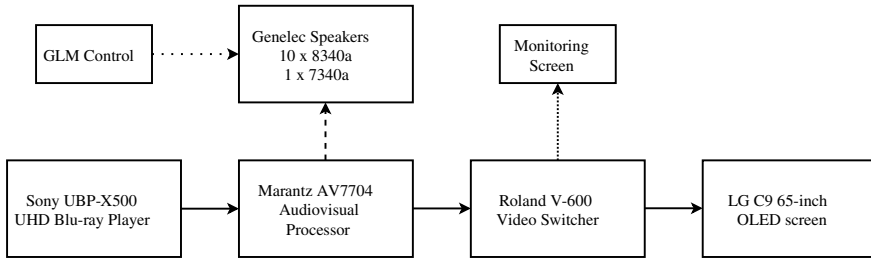 GLM Control
Genelec Speakers
10 x 8340a
1 x 7340a
Monitoring
Screen
Sony UBP-X500
UHD Blu-ray Player
Marantz AV7704
Audiovisual
Processor
Roland V-600
Video Switcher
LG C9 65-inch
OLED screen